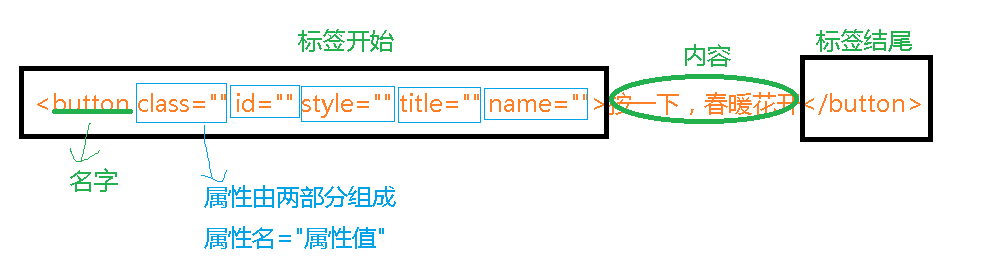 标签开始
内容
标签结尾
<button class="" id="" style="" title="" name="">按一下，春暖花开</button>
名字
属性由两部分组成
属性名="属性值"